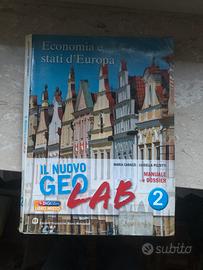 Economia e
stati d'Europa
IL NUOVO
GEO
LAB
MANUALE
e DOSSIER
2
subito